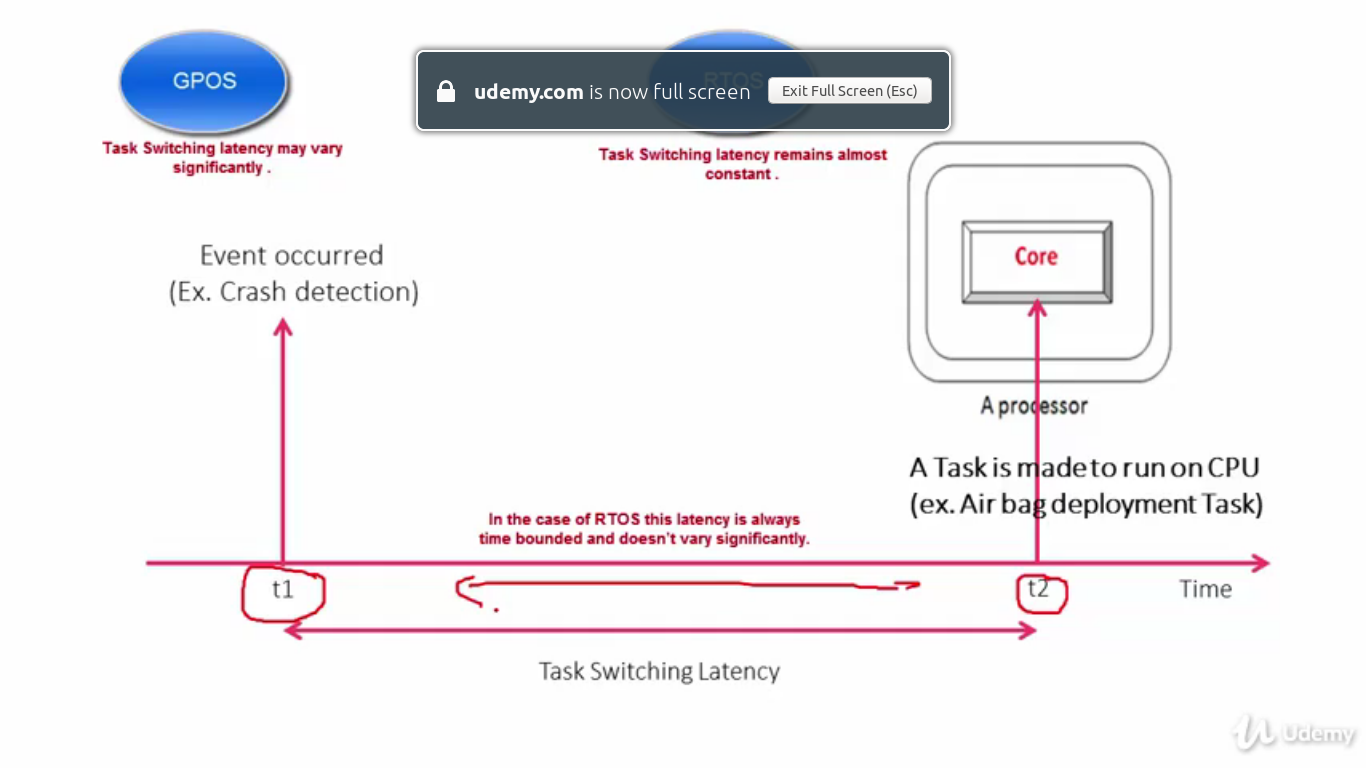 GPOS
RTOS
udemy.com is now full screen
Exit Full Screen (Esc)
Task Switching latency may vary
significantly .
Task Switching latency remains almost
constant .
Event occurred
(Ex. Crash detection)
Core
A processor
A Task is made to run on CPU
(ex. Air bag deployment Task)
In the case of RTOS this latency is always
time bounded and doesn't vary significantly.
t1
t2
Time
Task Switching Latency
Udemy